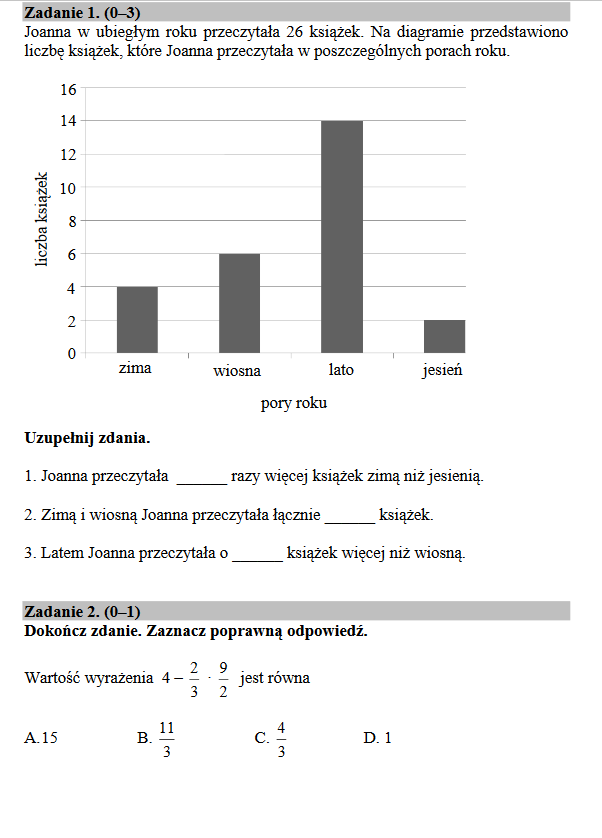 Zadanie 1. (0–3)
Joanna w ubiegłym roku przeczytała 26 książek. Na diagramie przedstawiono
liczbę książek, które Joanna przeczytała w poszczególnych porach roku.
16
14
12
10
8
6
4
2
0
liczba książek
zima wiosna lato jesień
pory roku
Uzupełnij zdania.
1. Joanna przeczytała ______ razy więcej książek zimą niż jesienią.
2. Zimą i wiosną Joanna przeczytała łącznie ______ książek.
3. Latem Joanna przeczytała o ______ książek więcej niż wiosną.
Zadanie 2. (0–1)
Dokończ zdanie. Zaznacz poprawną odpowiedź.
Wartość wyrażenia 4 – 2/3 · 9/2 jest równa
A.15 B. 11/3 C. 4/3 D. 1